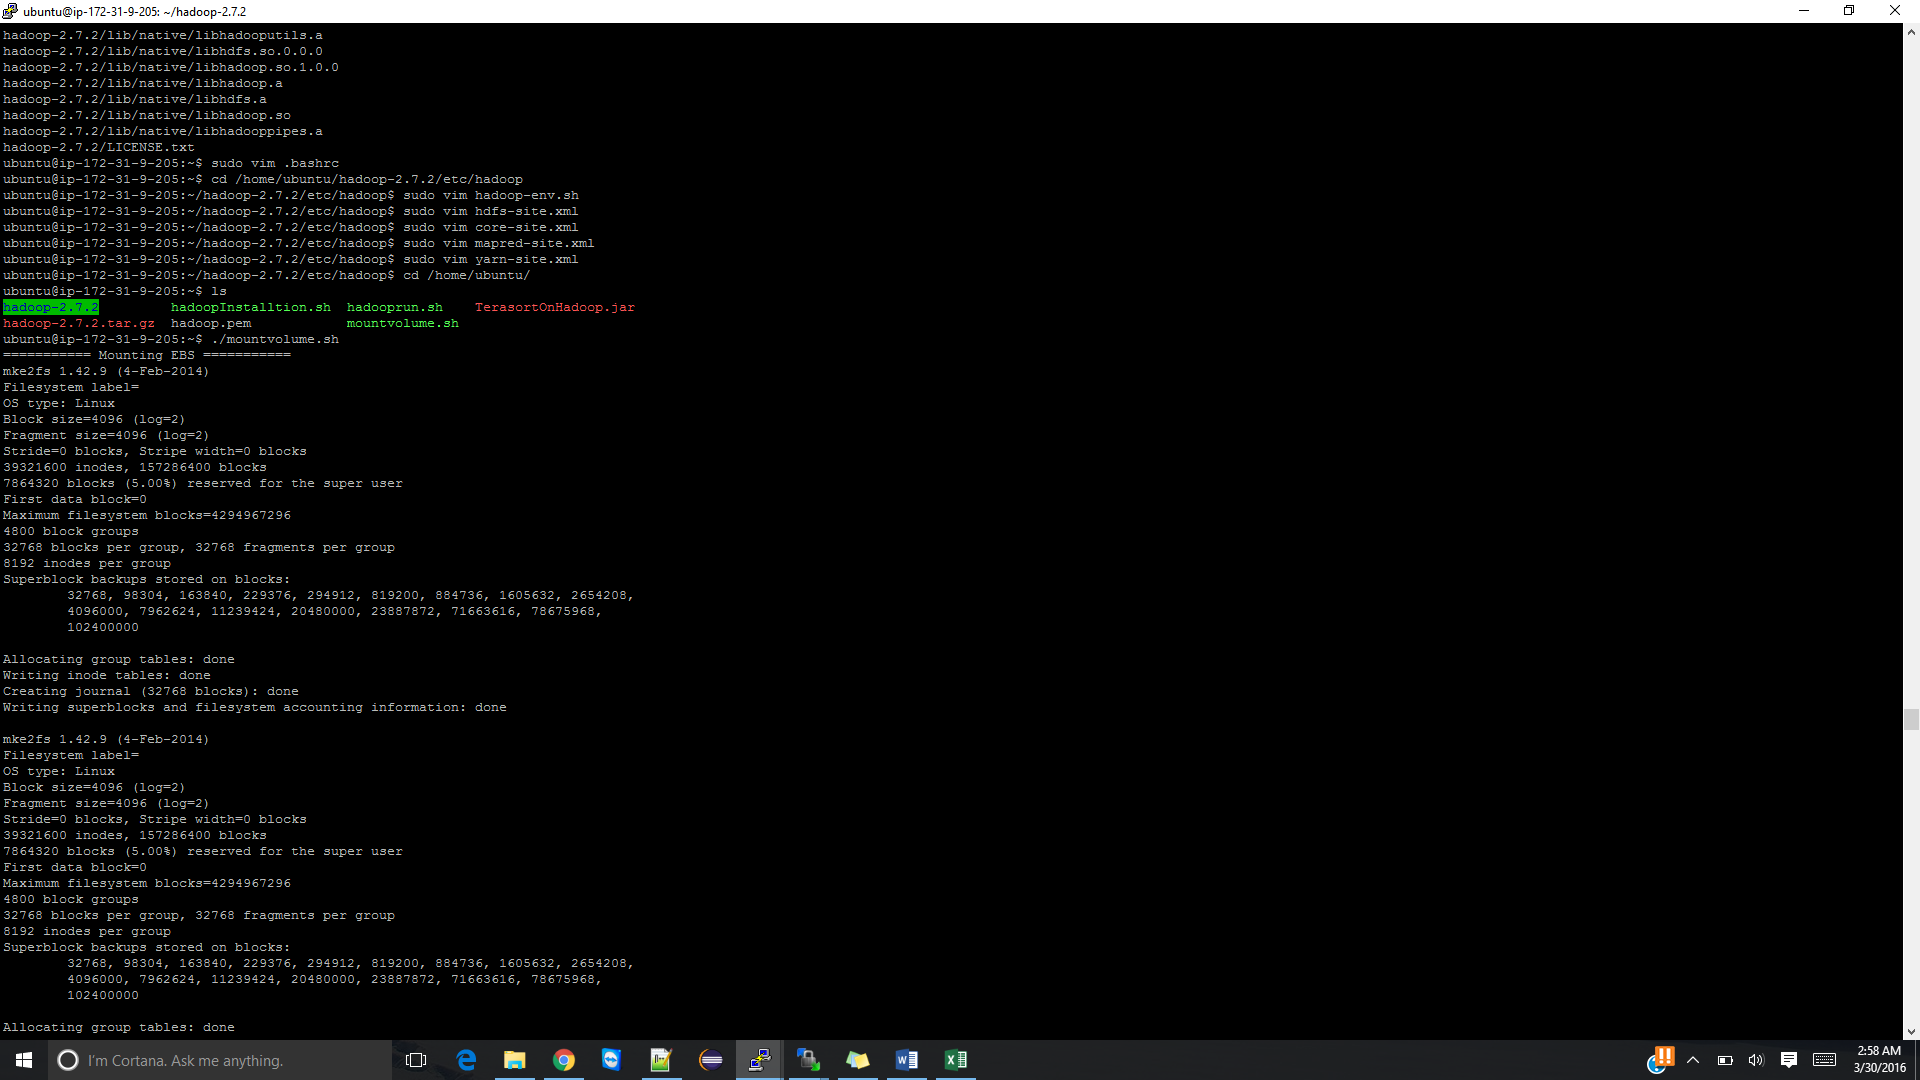 ubuntu@ip-172-31-9-205: ~/hadoop-2.7.2
hadoop-2.7.2/lib/native/libhadooputils.a
hadoop-2.7.2/lib/native/libhdfs.so.0.0.0
hadoop-2.7.2/lib/native/libhadoop.so.1.0.0
hadoop-2.7.2/lib/native/libhadoop.a
hadoop-2.7.2/lib/native/libhdfs.a
hadoop-2.7.2/lib/native/libhadoop.so
hadoop-2.7.2/lib/native/libhadooppipes.a
hadoop-2.7.2/LICENSE.txt
ubuntu@ip-172-31-9-205:~$ sudo vim .bashrc
ubuntu@ip-172-31-9-205:~$ cd /home/ubuntu/hadoop-2.7.2/etc/hadoop
ubuntu@ip-172-31-9-205:~/hadoop-2.7.2/etc/hadoop$ sudo vim hadoop-env.sh
ubuntu@ip-172-31-9-205:~/hadoop-2.7.2/etc/hadoop$ sudo vim hdfs-site.xml
ubuntu@ip-172-31-9-205:~/hadoop-2.7.2/etc/hadoop$ sudo vim core-site.xml
ubuntu@ip-172-31-9-205:~/hadoop-2.7.2/etc/hadoop$ sudo vim mapred-site.xml
ubuntu@ip-172-31-9-205:~/hadoop-2.7.2/etc/hadoop$ sudo vim yarn-site.xml
ubuntu@ip-172-31-9-205:~/hadoop-2.7.2/etc/hadoop$ cd /home/ubuntu/
ubuntu@ip-172-31-9-205:~$ ls
hadoop-2.7.2 hadoopInstalltion.sh hadooprun.sh TerasortOnHadoop.jar
hadoop-2.7.2.tar.gz hadoop.pem mountvolume.sh
ubuntu@ip-172-31-9-205:~$ ./mountvolume.sh
=========== Mounting EBS ===========
mke2fs 1.42.9 (4-Feb-2014)
Filesystem label=
OS type: Linux
Block size=4096 (log=2)
Fragment size=4096 (log=2)
Stride=0 blocks, Stripe width=0 blocks
39321600 inodes, 157286400 blocks
7864320 blocks (5.00%) reserved for the super user
First data block=0
Maximum filesystem blocks=4294967296
4800 block groups
32768 blocks per group, 32768 fragments per group
8192 inodes per group
Superblock backups stored on blocks:
32768, 98304, 163840, 229376, 294912, 819200, 884736, 1605632, 2654208,
4096000, 7962624, 11239424, 20480000, 23887872, 71663616, 78675968,
102400000
Allocating group tables: done
Writing inode tables: done
Creating journal (32768 blocks): done
Writing superblocks and filesystem accounting information: done
mke2fs 1.42.9 (4-Feb-2014)
Filesystem label=
OS type: Linux
Block size=4096 (log=2)
Fragment size=4096 (log=2)
Stride=0 blocks, Stripe width=0 blocks
39321600 inodes, 157286400 blocks
7864320 blocks (5.00%) reserved for the super user
First data block=0
Maximum filesystem blocks=4294967296
4800 block groups
32768 blocks per group, 32768 fragments per group
8192 inodes per group
Superblock backups stored on blocks:
32768, 98304, 163840, 229376, 294912, 819200, 884736, 1605632, 2654208,
4096000, 7962624, 11239424, 20480000, 23887872, 71663616, 78675968,
102400000
Allocating group tables: done
I'm Cortana. Ask me anything.
2:58 AM
3/30/2016